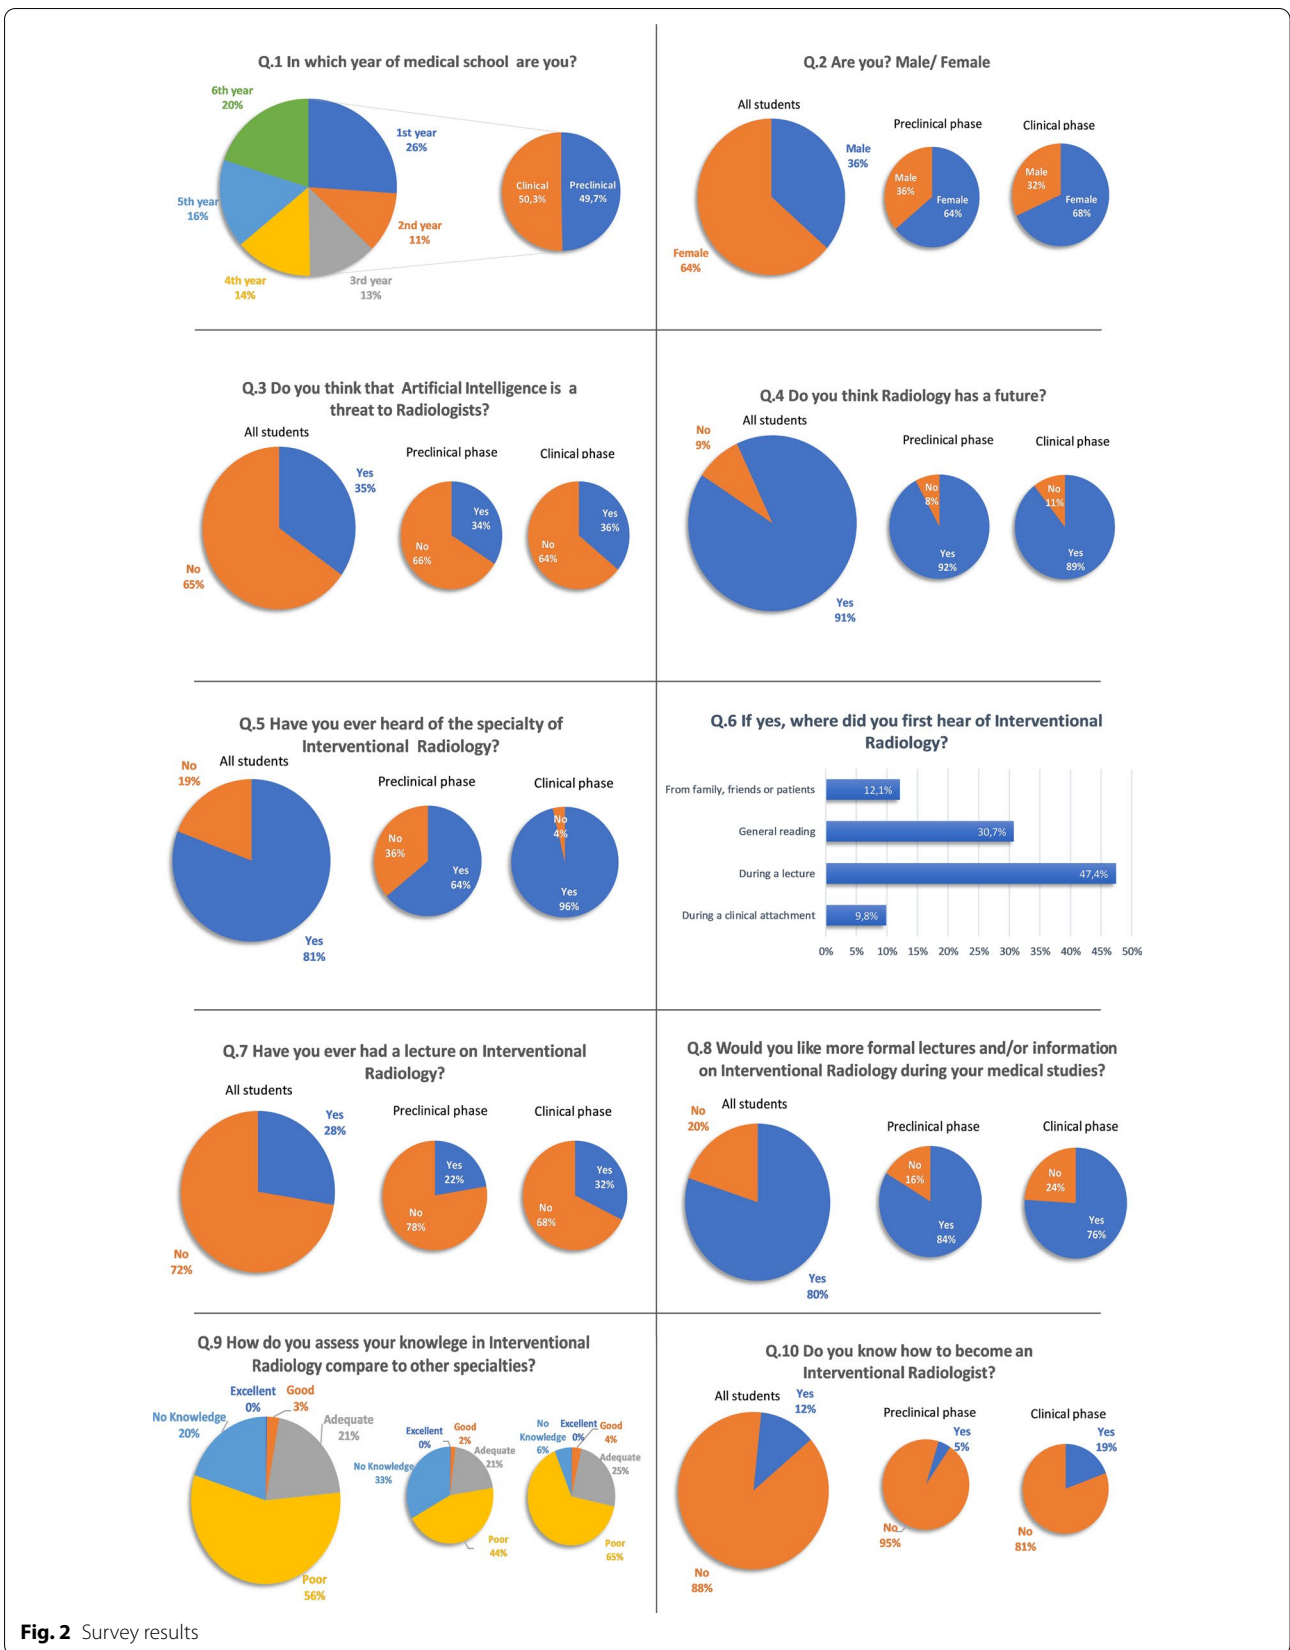 Q.1 In which year of medical school are you?
6th year
20%
1st year
26%
5th year
16%
2nd year
11%
4th year
14%
3rd year
13%
Clinical
50,3%
Preclinical
49,7%
Q.2 Are you? Male/ Female
All students
Male
36%
Female
64%
Preclinical phase
Male
36%
Female
64%
Clinical phase
Male
32%
Female
68%
Q.3 Do you think that Artificial Intelligence is a
threat to Radiologists?
All students
Yes
35%
No
65%
Preclinical phase
Yes
34%
No
66%
Clinical phase
Yes
36%
No
64%
Q.4 Do you think Radiology has a future?
All students
No
9%
Yes
91%
Preclinical phase
No
8%
Yes
92%
Clinical phase
No
11%
Yes
89%
Q.5 Have you ever heard of the specialty of
Interventional Radiology?
All students
No
19%
Yes
81%
Preclinical phase
No
36%
Yes
64%
Clinical phase
No
4%
Yes
96%
Q.6 If yes, where did you first hear of Interventional
Radiology?
From family, friends or patients
12,1%
General reading
30,7%
During a lecture
47,4%
During a clinical attachment
9,8%
0% 5% 10% 15% 20% 25% 30% 35% 40% 45% 50%
Q.7 Have you ever had a lecture on Interventional
Radiology?
All students
Yes
28%
No
72%
Preclinical phase
Yes
22%
No
78%
Clinical phase
Yes
32%
No
68%
Q.8 Would you like more formal lectures and/or information
on Interventional Radiology during your medical studies?
All students
No
20%
Yes
80%
Preclinical phase
No
16%
Yes
84%
Clinical phase
No
24%
Yes
76%
Q.9 How do you assess your knowlege in Interventional
Radiology compare to other specialties?
Excellent
0%
Good
3%
No Knowledge
20%
Adequate
21%
Poor
56%
Excellent
0%
Good
2%
Adequate
21%
No Knowledge
33%
Poor
44%
No
Knowledge
6%
Excellent
0%
Good
4%
Adequate
25%
Poor
65%
Q.10 Do you know how to become an
Interventional Radiologist?
All students
Yes
12%
No
88%
Preclinical phase
Yes
5%
No
95%
Clinical phase
Yes
19%
No
81%
Fig. 2 Survey results